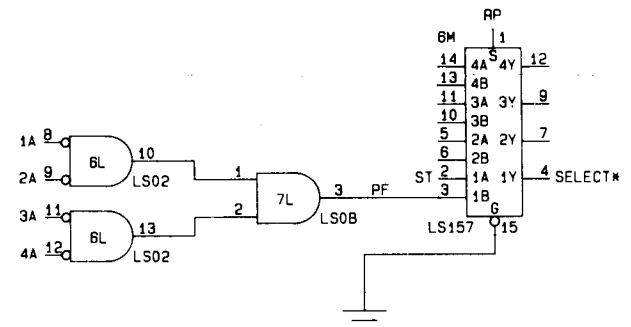 AP
6M 1
S
14 4A 4Y 12
13 4B
11 3A 3Y 9
10 3B
5 2A 2Y 7
6 2B
ST 2 1A 1Y 4 SELECT*
3 1B
G
LS157 15
1A 8
2A 9
6L
10
LS02
3A 11
4A 12
6L
13
LS02
1
2
7L
3 PF
LS0B